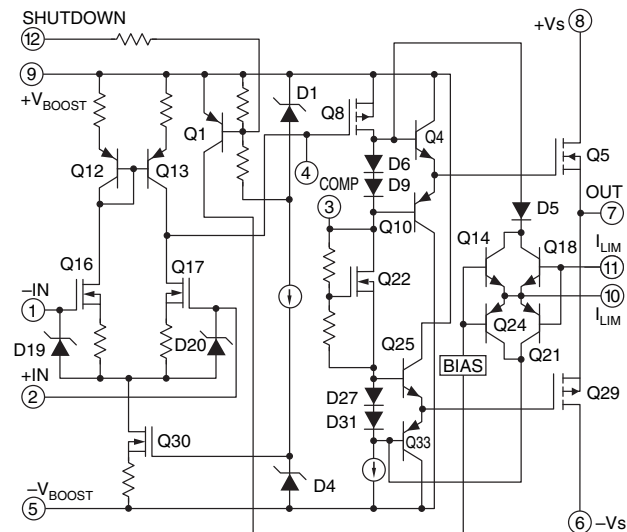 SHUTDOWN
12
9
+VBOOST
8
+Vs
D1
Q8
Q1
Q4
Q12
Q13
4
COMP
3
D6
D9
Q5
OUT
7
D5
Q10
Q14
Q18
ILIM
11
10
ILIM
Q16
Q17
Q22
–IN
1
D19
D20
Q24
Q21
Q25
BIAS
+IN
2
D27
D31
Q29
Q30
Q33
–VBOOST
5
D4
6
–Vs